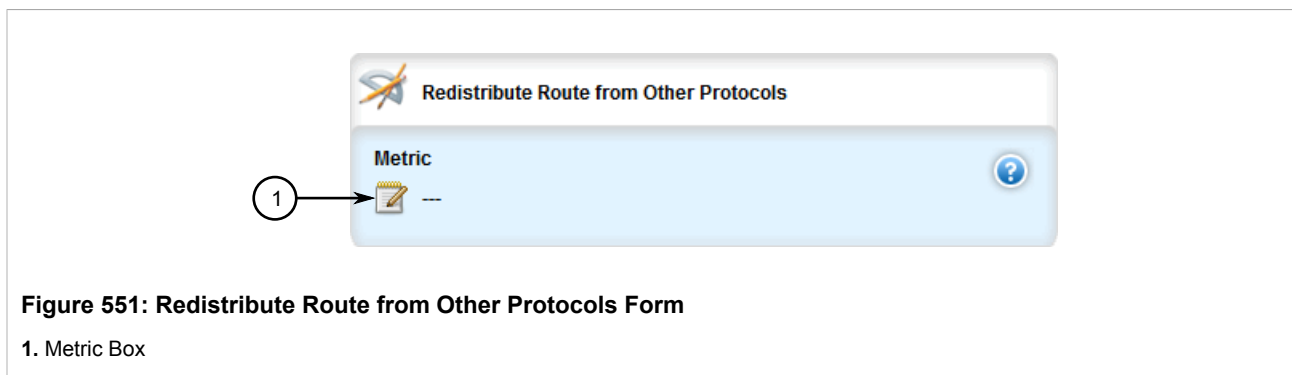 Redistribute Route from Other Protocols
Metric
1
---
Figure 551: Redistribute Route from Other Protocols Form
1. Metric Box